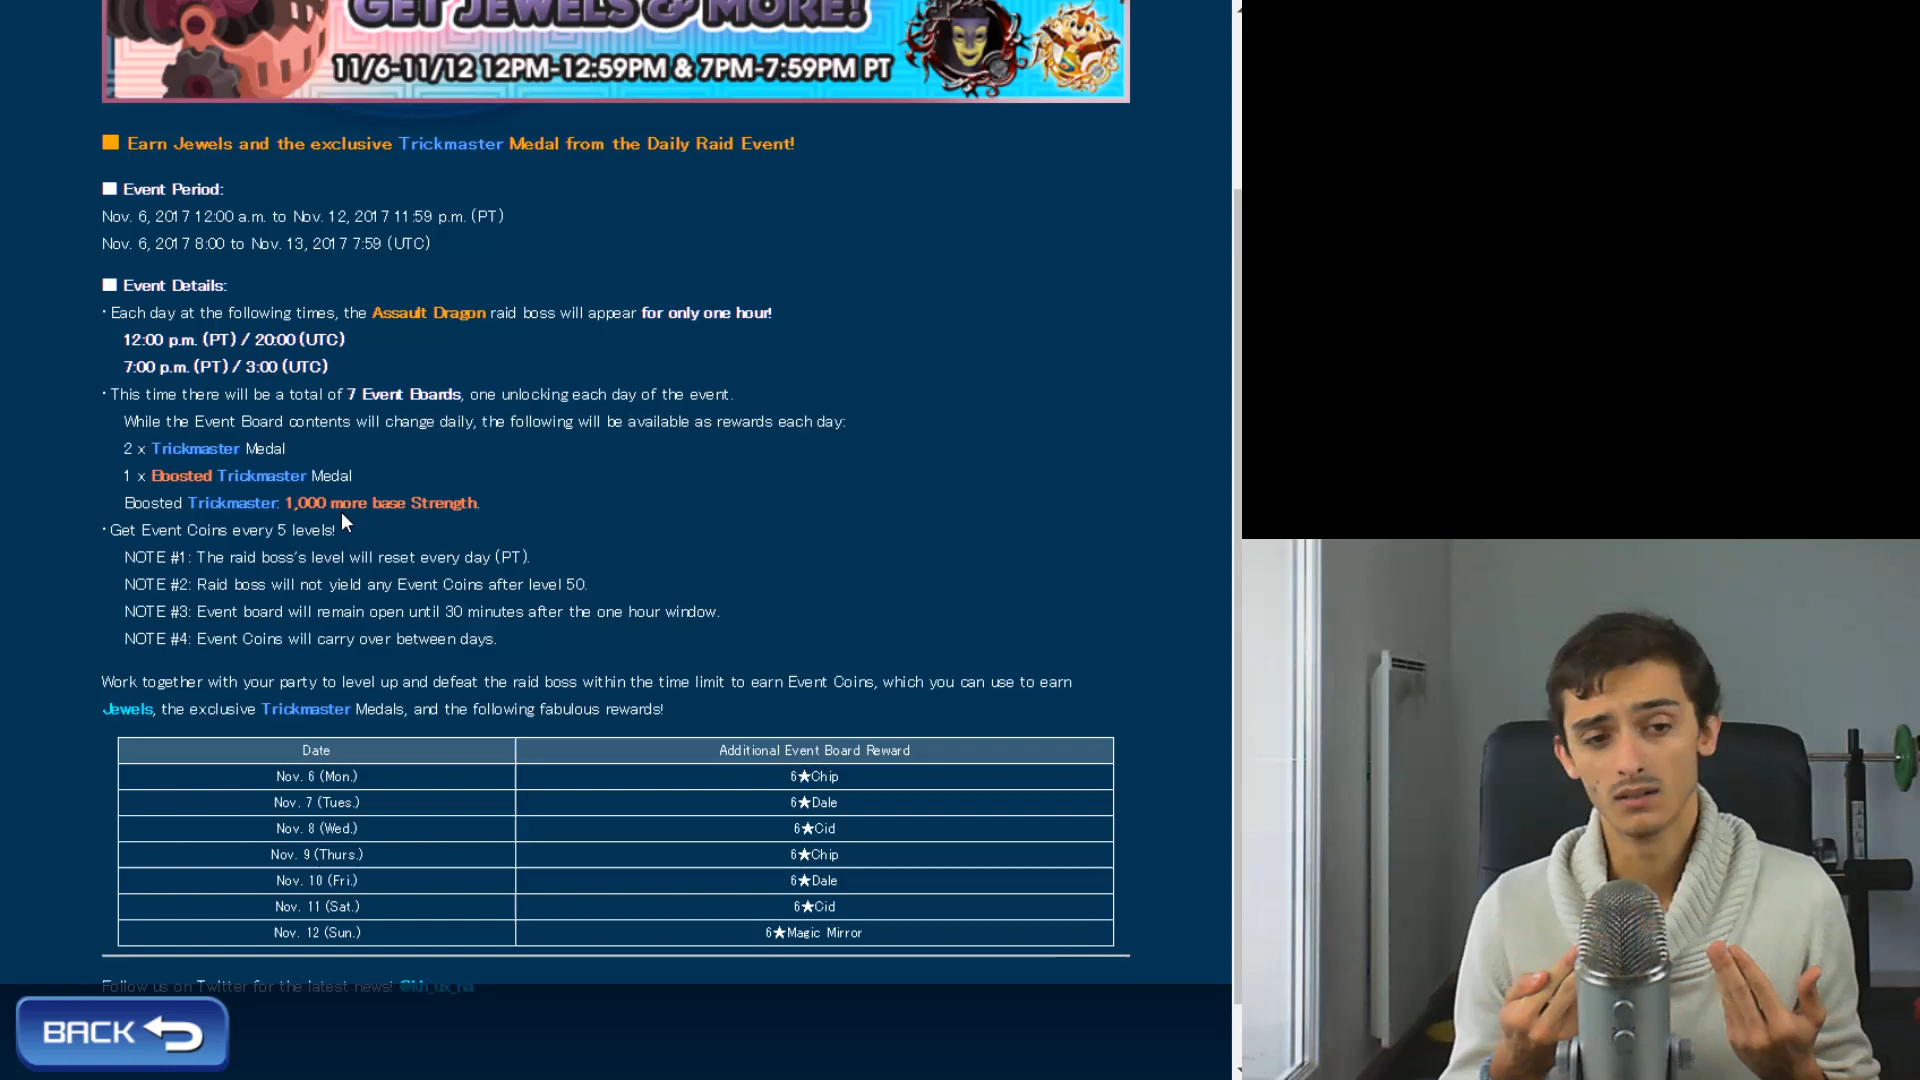 GET JEWELS & MORE!
11/6-11/12 12PM-12:59PM & 7PM-7:59PM PT
Earn Jewels and the exclusive Trickmaster Medal from the Daily Raid Event!
Event Period:
Nov. 6, 2017 12:00 a.m. to Nov. 12, 2017 11:59 p.m. (PT)
Nov. 6, 2017 8:00 to Nov. 13, 2017 7:59 (UTC)
Event Details:
・Each day at the following times, the Assault Dragon raid boss will appear for only one hour!
12:00 p.m. (PT) / 20:00 (UTC)
7:00 p.m. (PT) / 3:00 (UTC)
・This time there will be a total of 7 Event Boards, one unlocking each day of the event.
While the Event Board contents will change daily, the following will be available as rewards each day:
2 x Trickmaster Medal
1 x Boosted Trickmaster Medal
Boosted Trickmaster: 1,000 more base Strength.
・Get Event Coins every 5 levels!
NOTE #1: The raid boss's level will reset every day (PT).
NOTE #2: Raid boss will not yield any Event Coins after level 50.
NOTE #3: Event board will remain open until 30 minutes after the one hour window.
NOTE #4: Event Coins will carry over between days.
Work together with your party to level up and defeat the raid boss within the time limit to earn Event Coins, which you can use to earn
Jewels, the exclusive Trickmaster Medals, and the following fabulous rewards!
Date Additional Event Board Reward
Nov. 6 (Mon.) 6★Chip
Nov. 7 (Tues.) 6★Dale
Nov. 8 (Wed.) 6★Cid
Nov. 9 (Thurs.) 6★Chip
Nov. 10 (Fri.) 6★Dale
Nov. 11 (Sat.) 6★Cid
Nov. 12 (Sun.) 6★Magic Mirror
Follow us on Twitter for the latest news! @kh_ux_na
BACK